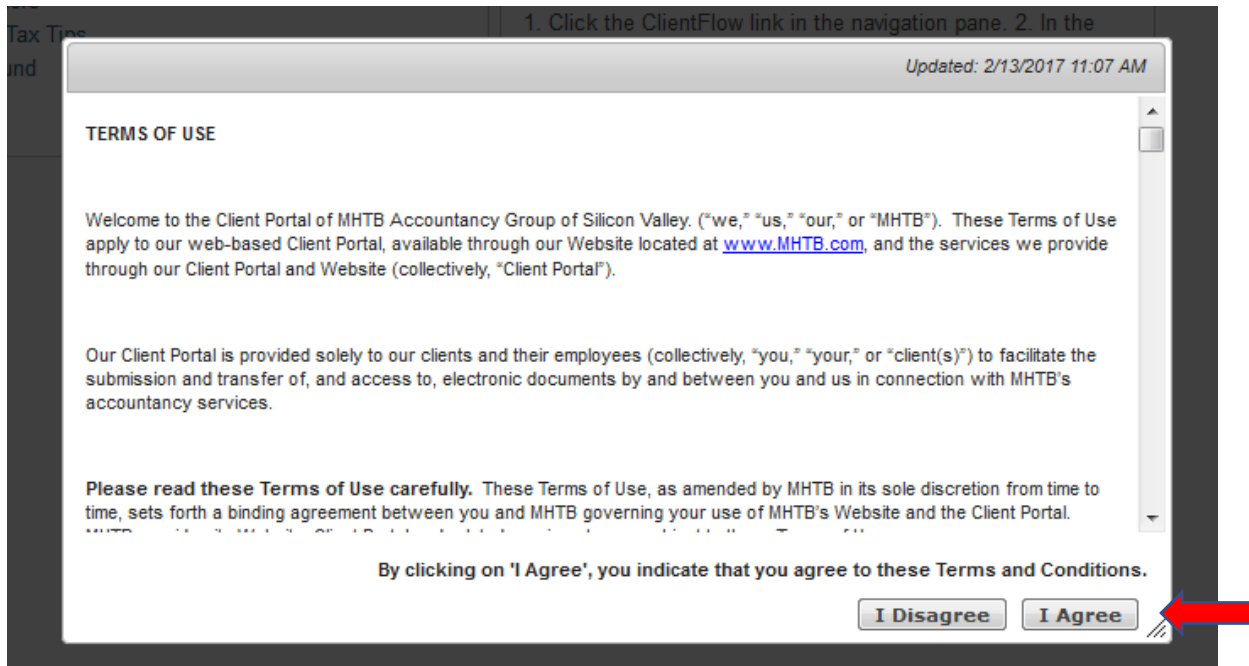 1. Click the ClientFlow link in the navigation pane. 2. In the
Tax Tips
Updated: 2/13/2017 11:07 AM
TERMS OF USE
Welcome to the Client Portal of MHTB Accountancy Group of Silicon Valley. (“we,” “us,” “our,” or “MHTB”).  These Terms of Use
apply to our web-based Client Portal, available through our Website located at www.MHTB.com, and the services we provide
through our Client Portal and Website (collectively, “Client Portal”).
Our Client Portal is provided solely to our clients and their employees (collectively, “you,” “your,” or “client(s)”) to facilitate the
submission and transfer of, and access to, electronic documents by and between you and us in connection with MHTB’s
accountancy services.
Please read these Terms of Use carefully.  These Terms of Use, as amended by MHTB in its sole discretion from time to
time, sets forth a binding agreement between you and MHTB governing your use of MHTB’s Website and the Client Portal.
By clicking on 'I Agree', you indicate that you agree to these Terms and Conditions.
I Disagree I Agree